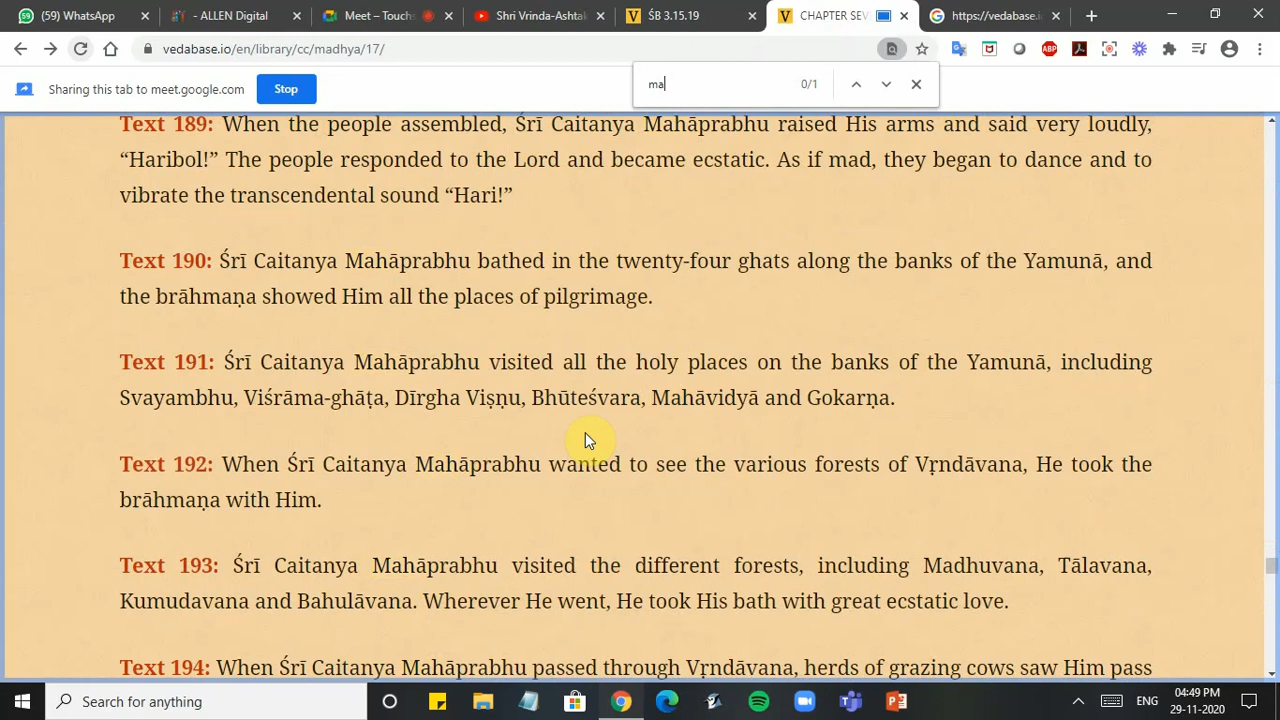 (59) WhatsApp
- ALLEN Digital
Meet – Touchs
Shri Vrinda-Ashta
ŚB 3.15.19
CHAPTER SEV
https://vedabase.io/en
vedabase.io/en/library/cc/madhya/17/
ABP
Sharing this tab to meet.google.com
Stop
ma
0/1
Text 189: When the people assembled, Śrī Caitanya Mahāprabhu raised His arms and said very loudly,
“Haribol!” The people responded to the Lord and became ecstatic. As if mad, they began to dance and to
vibrate the transcendental sound “Hari!”
Text 190: Śrī Caitanya Mahāprabhu bathed in the twenty-four ghats along the banks of the Yamunā, and
the brāhmaṇa showed Him all the places of pilgrimage.
Text 191: Śrī Caitanya Mahāprabhu visited all the holy places on the banks of the Yamunā, including
Svayambhu, Viśrāma-ghāṭa, Dīrgha Viṣṇu, Bhūteśvara, Mahāvidyā and Gokarṇa.
Text 192: When Śrī Caitanya Mahāprabhu wanted to see the various forests of Vṛndāvana, He took the
brāhmaṇa with Him.
Text 193: Śrī Caitanya Mahāprabhu visited the different forests, including Madhuvana, Tālavana,
Kumudavana and Bahulāvana. Wherever He went, He took His bath with great ecstatic love.
Text 194: When Śrī Caitanya Mahāprabhu passed through Vṛndāvana, herds of grazing cows saw Him pass
Search for anything
ENG
04:49 PM
29-11-2020